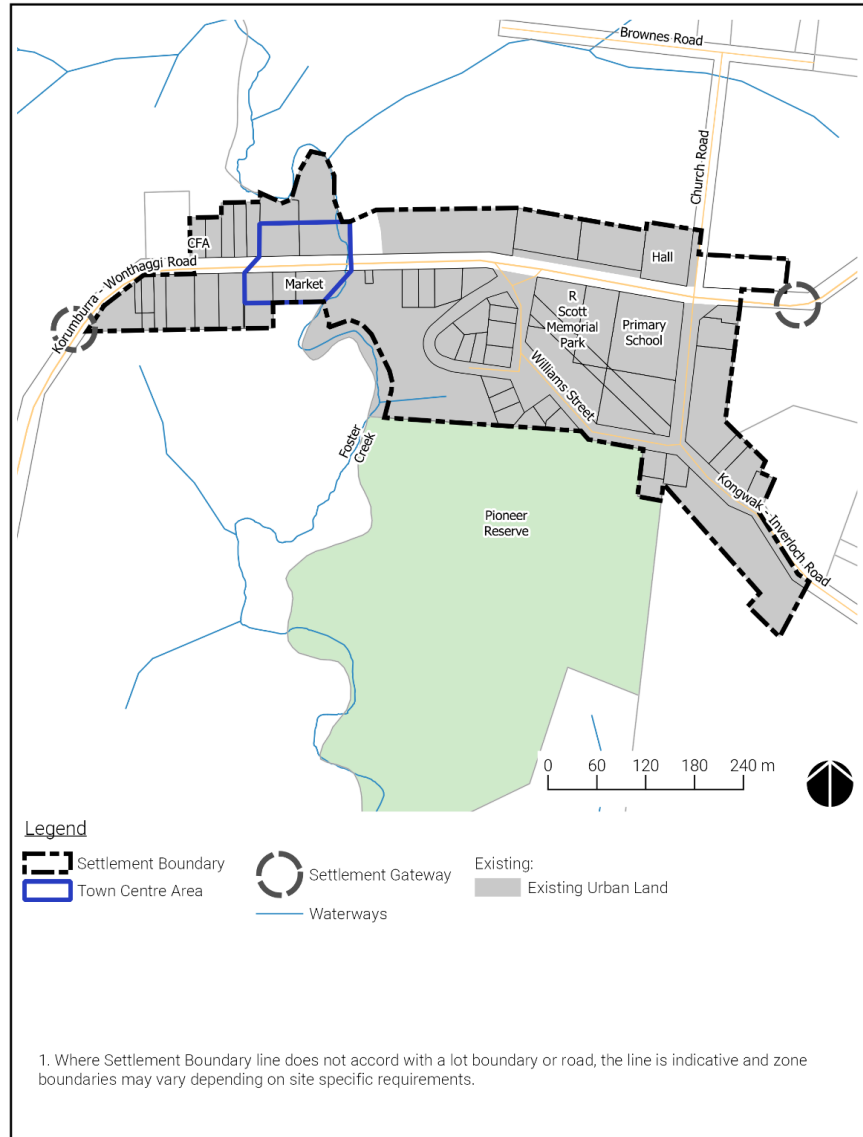 Brownes Road
Church Road
CFA
Hall
Korumburra - Wonthaggi Road
Market
R
Scott
Memorial
Park
Primary
School
Williams Street
Foster
Creek
Kongwak - Inverloch Road
Pioneer
Reserve
0 60 120 180 240 m
Legend
Settlement Boundary
Town Centre Area
Settlement Gateway
Waterways
Existing:
Existing Urban Land
1. Where Settlement Boundary line does not accord with a lot boundary or road, the line is indicative and zone
boundaries may vary depending on site specific requirements.